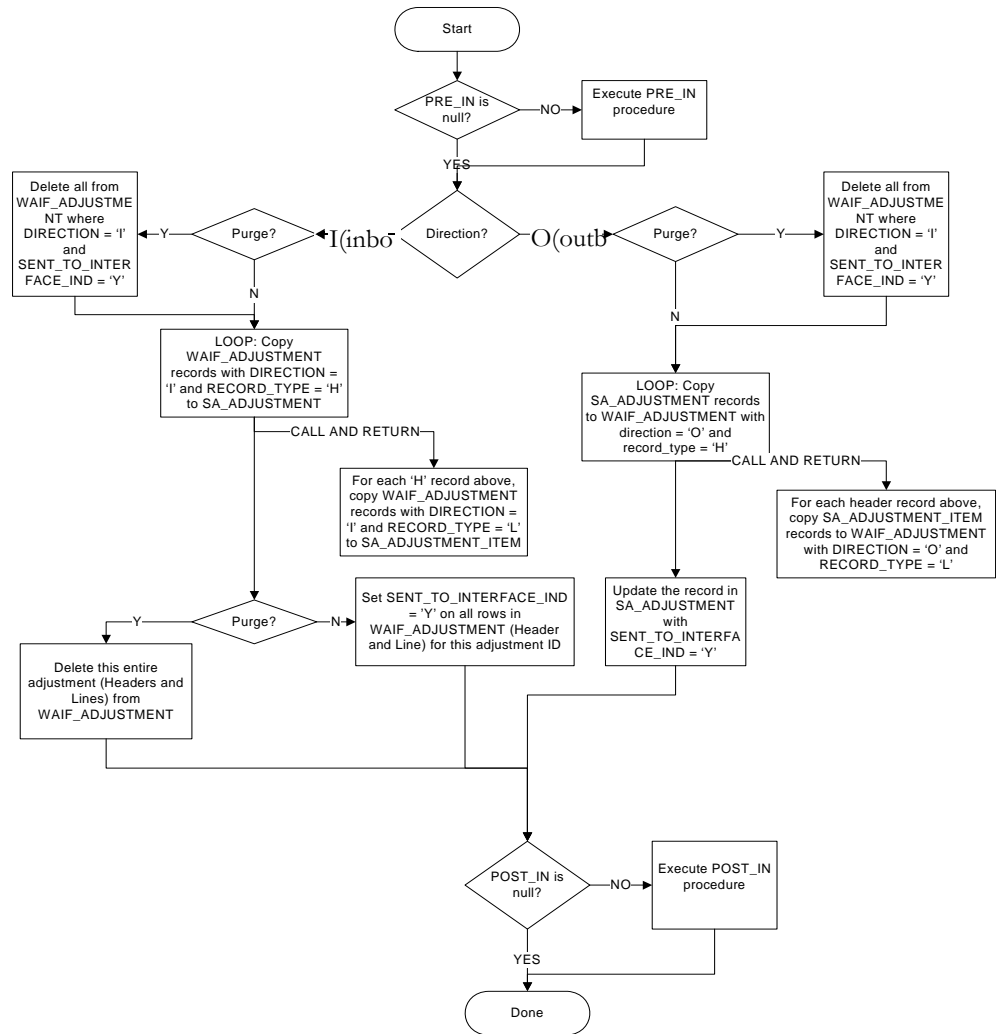 Start
PRE_IN is
null?
NO
Execute PRE_IN
procedure
YES
Delete all from
WAIF_ADJUSTME
NT where
DIRECTION = ‘I’
and
SENT_TO_INTER
FACE_IND = ‘Y’
Y
Purge?
I(inbo
Direction?
O(outb
Purge?
Y
Delete all from
WAIF_ADJUSTME
NT where
DIRECTION = ‘I’
and
SENT_TO_INTER
FACE_IND = ‘Y’
N
N
LOOP: Copy
WAIF_ADJUSTMENT
records with DIRECTION =
‘I’ and RECORD_TYPE = ‘H’
to SA_ADJUSTMENT
LOOP: Copy
SA_ADJUSTMENT records
to WAIF_ADJUSTMENT with
direction = ‘O’ and
record_type = ‘H’
CALL AND RETURN
CALL AND RETURN
For each ‘H’ record above,
copy WAIF_ADJUSTMENT
records with DIRECTION =
‘I’ and RECORD_TYPE = ‘L’
to SA_ADJUSTMENT_ITEM
For each header record above,
copy SA_ADJUSTMENT_ITEM
records to WAIF_ADJUSTMENT
with DIRECTION = ‘O’ and
RECORD_TYPE = ‘L’
Y
Purge?
N
Set SENT_TO_INTERFACE_IND
= ’Y’ on all rows in
WAIF_ADJUSTMENT (Header
and Line) for this adjustment ID
Update the record in
SA_ADJUSTMENT
with
SENT_TO_INTERFA
CE_IND = ‘Y’
Delete this entire
adjustment (Headers and
Lines) from
WAIF_ADJUSTMENT
POST_IN is
null?
NO
Execute POST_IN
procedure
YES
Done